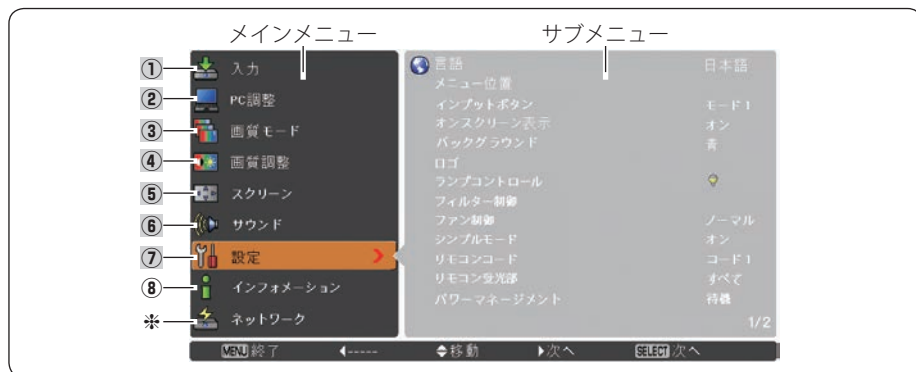 メインメニュー
サブメニュー
① 入力
② PC調整
③ 画質モード
④ 画質調整
⑤ スクリーン
⑥ サウンド
⑦ 設定
⑧ インフォメーション
※ ネットワーク
言語 日本語
メニュー位置
インプットボタン モード1
オンスクリーン表示 オン
バックグラウンド 青
ロゴ
ランプコントロール
フィルター制御
ファン制御 ノーマル
シンプルモード オン
リモコンコード コード1
リモコン受光部 すべて
パワーマネージメント 待機
1/2
MENU 終了 ◀----- 移動 ▶次へ SELECT 次へ